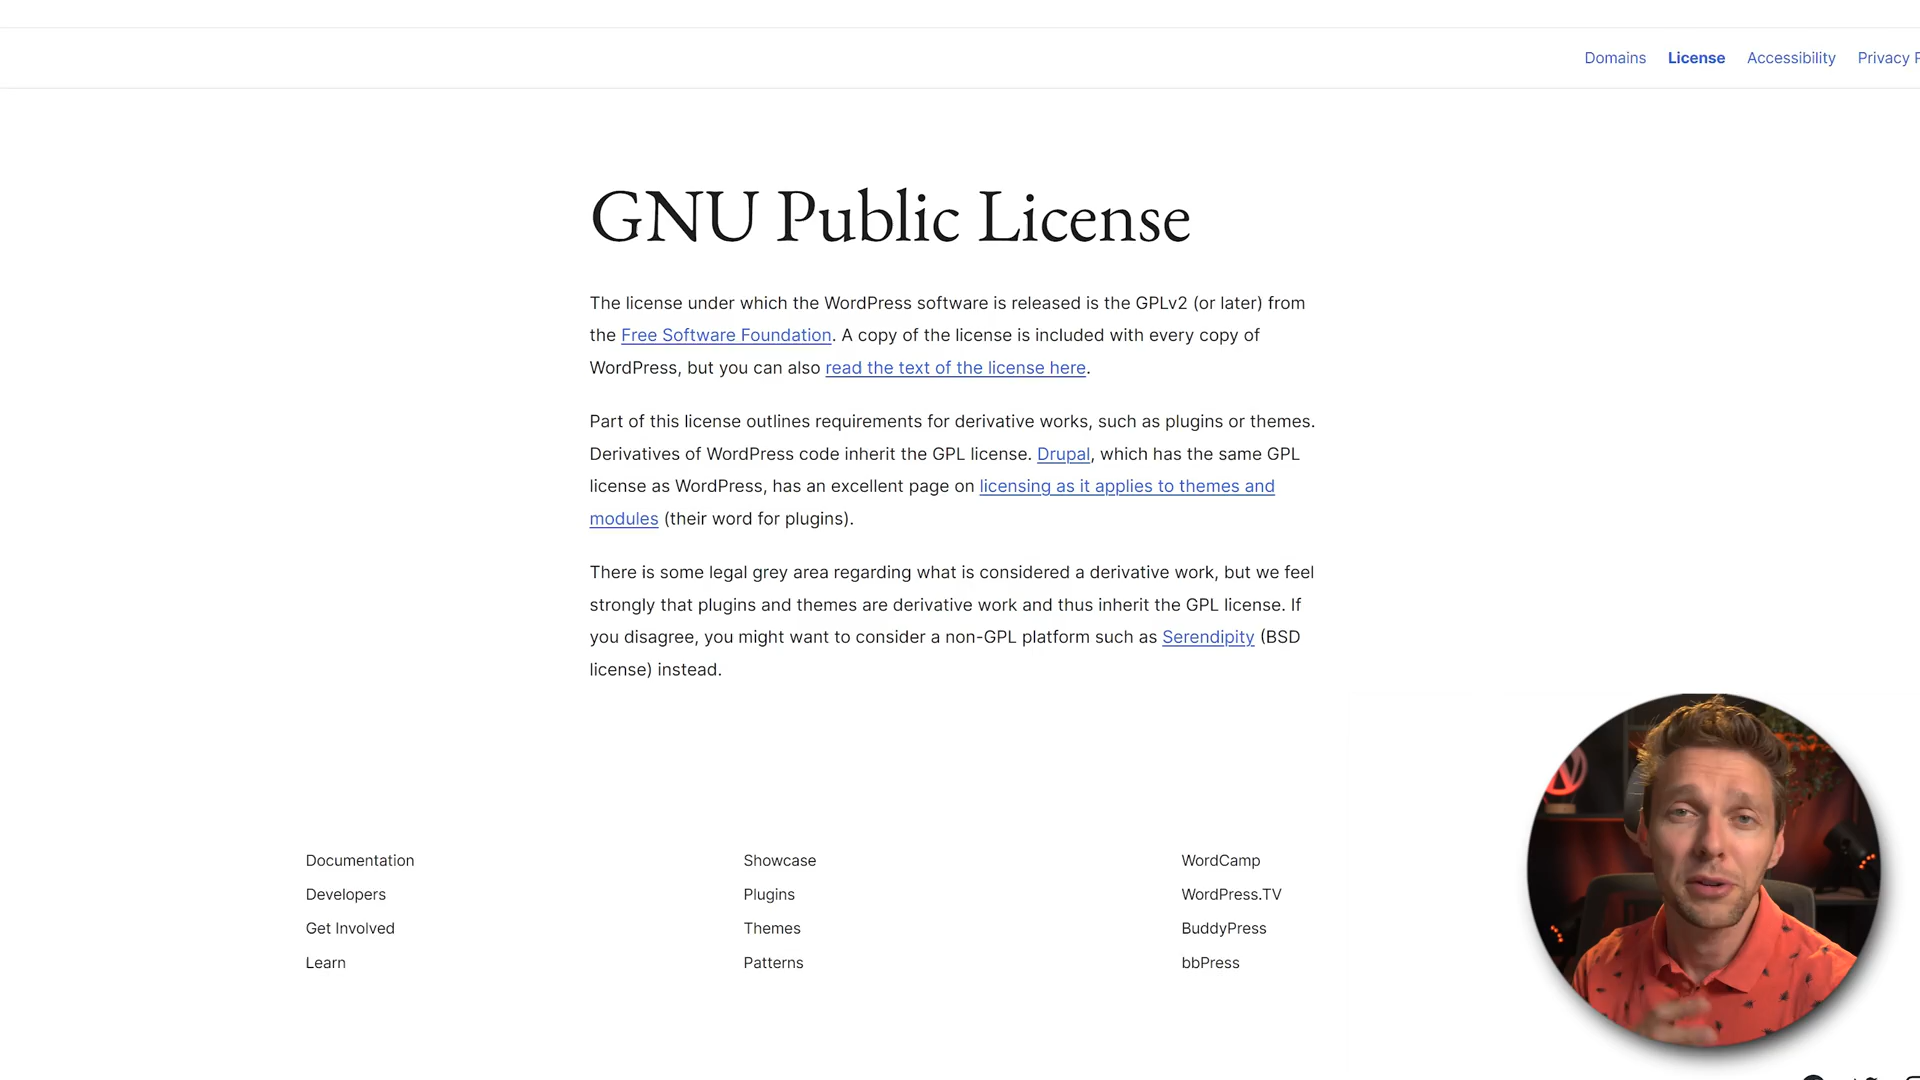 Domains License Accessibility Privacy
GNU Public License
The license under which the WordPress software is released is the GPLv2 (or later) from
the Free Software Foundation. A copy of the license is included with every copy of
WordPress, but you can also read the text of the license here.
Part of this license outlines requirements for derivative works, such as plugins or themes.
Derivatives of WordPress code inherit the GPL license. Drupal, which has the same GPL
license as WordPress, has an excellent page on licensing as it applies to themes and
modules (their word for plugins).
There is some legal grey area regarding what is considered a derivative work, but we feel
strongly that plugins and themes are derivative work and thus inherit the GPL license. If
you disagree, you might want to consider a non-GPL platform such as Serendipity (BSD
license) instead.
Documentation
Developers
Get Involved
Learn
Showcase
Plugins
Themes
Patterns
WordCamp
WordPress.TV
BuddyPress
bbPress